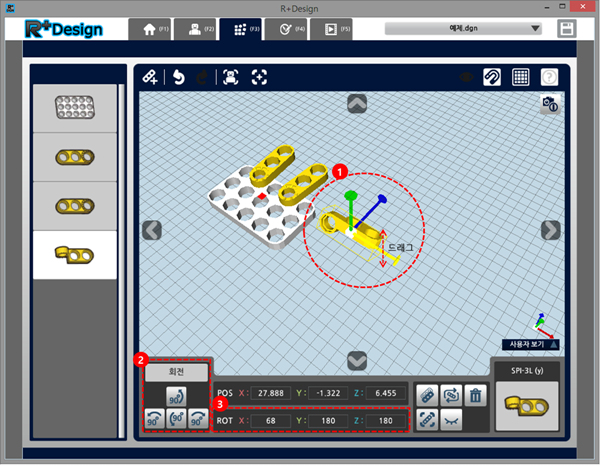 R+Design
R+Design
(F1)
(F2)
(F3)
(F4)
(F5)
예제.dgn
?
1
드래그
사용자 보기
2
회전
90°
90°
90°
90°
3
POS X: 27.888 Y: -1.322 Z: 6.455
ROT X: 68 Y: 180 Z: 180
SPI-3L (y)